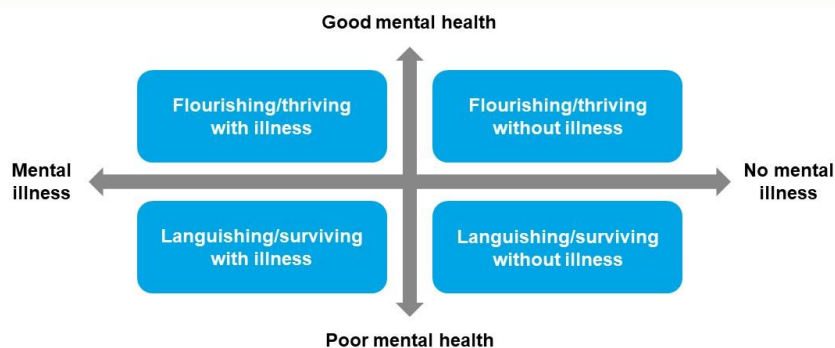 Good mental health
Flourishing/thriving
with illness
Flourishing/thriving
without illness
Mental
illness
No mental
illness
Languishing/surviving
with illness
Languishing/surviving
without illness
Poor mental health